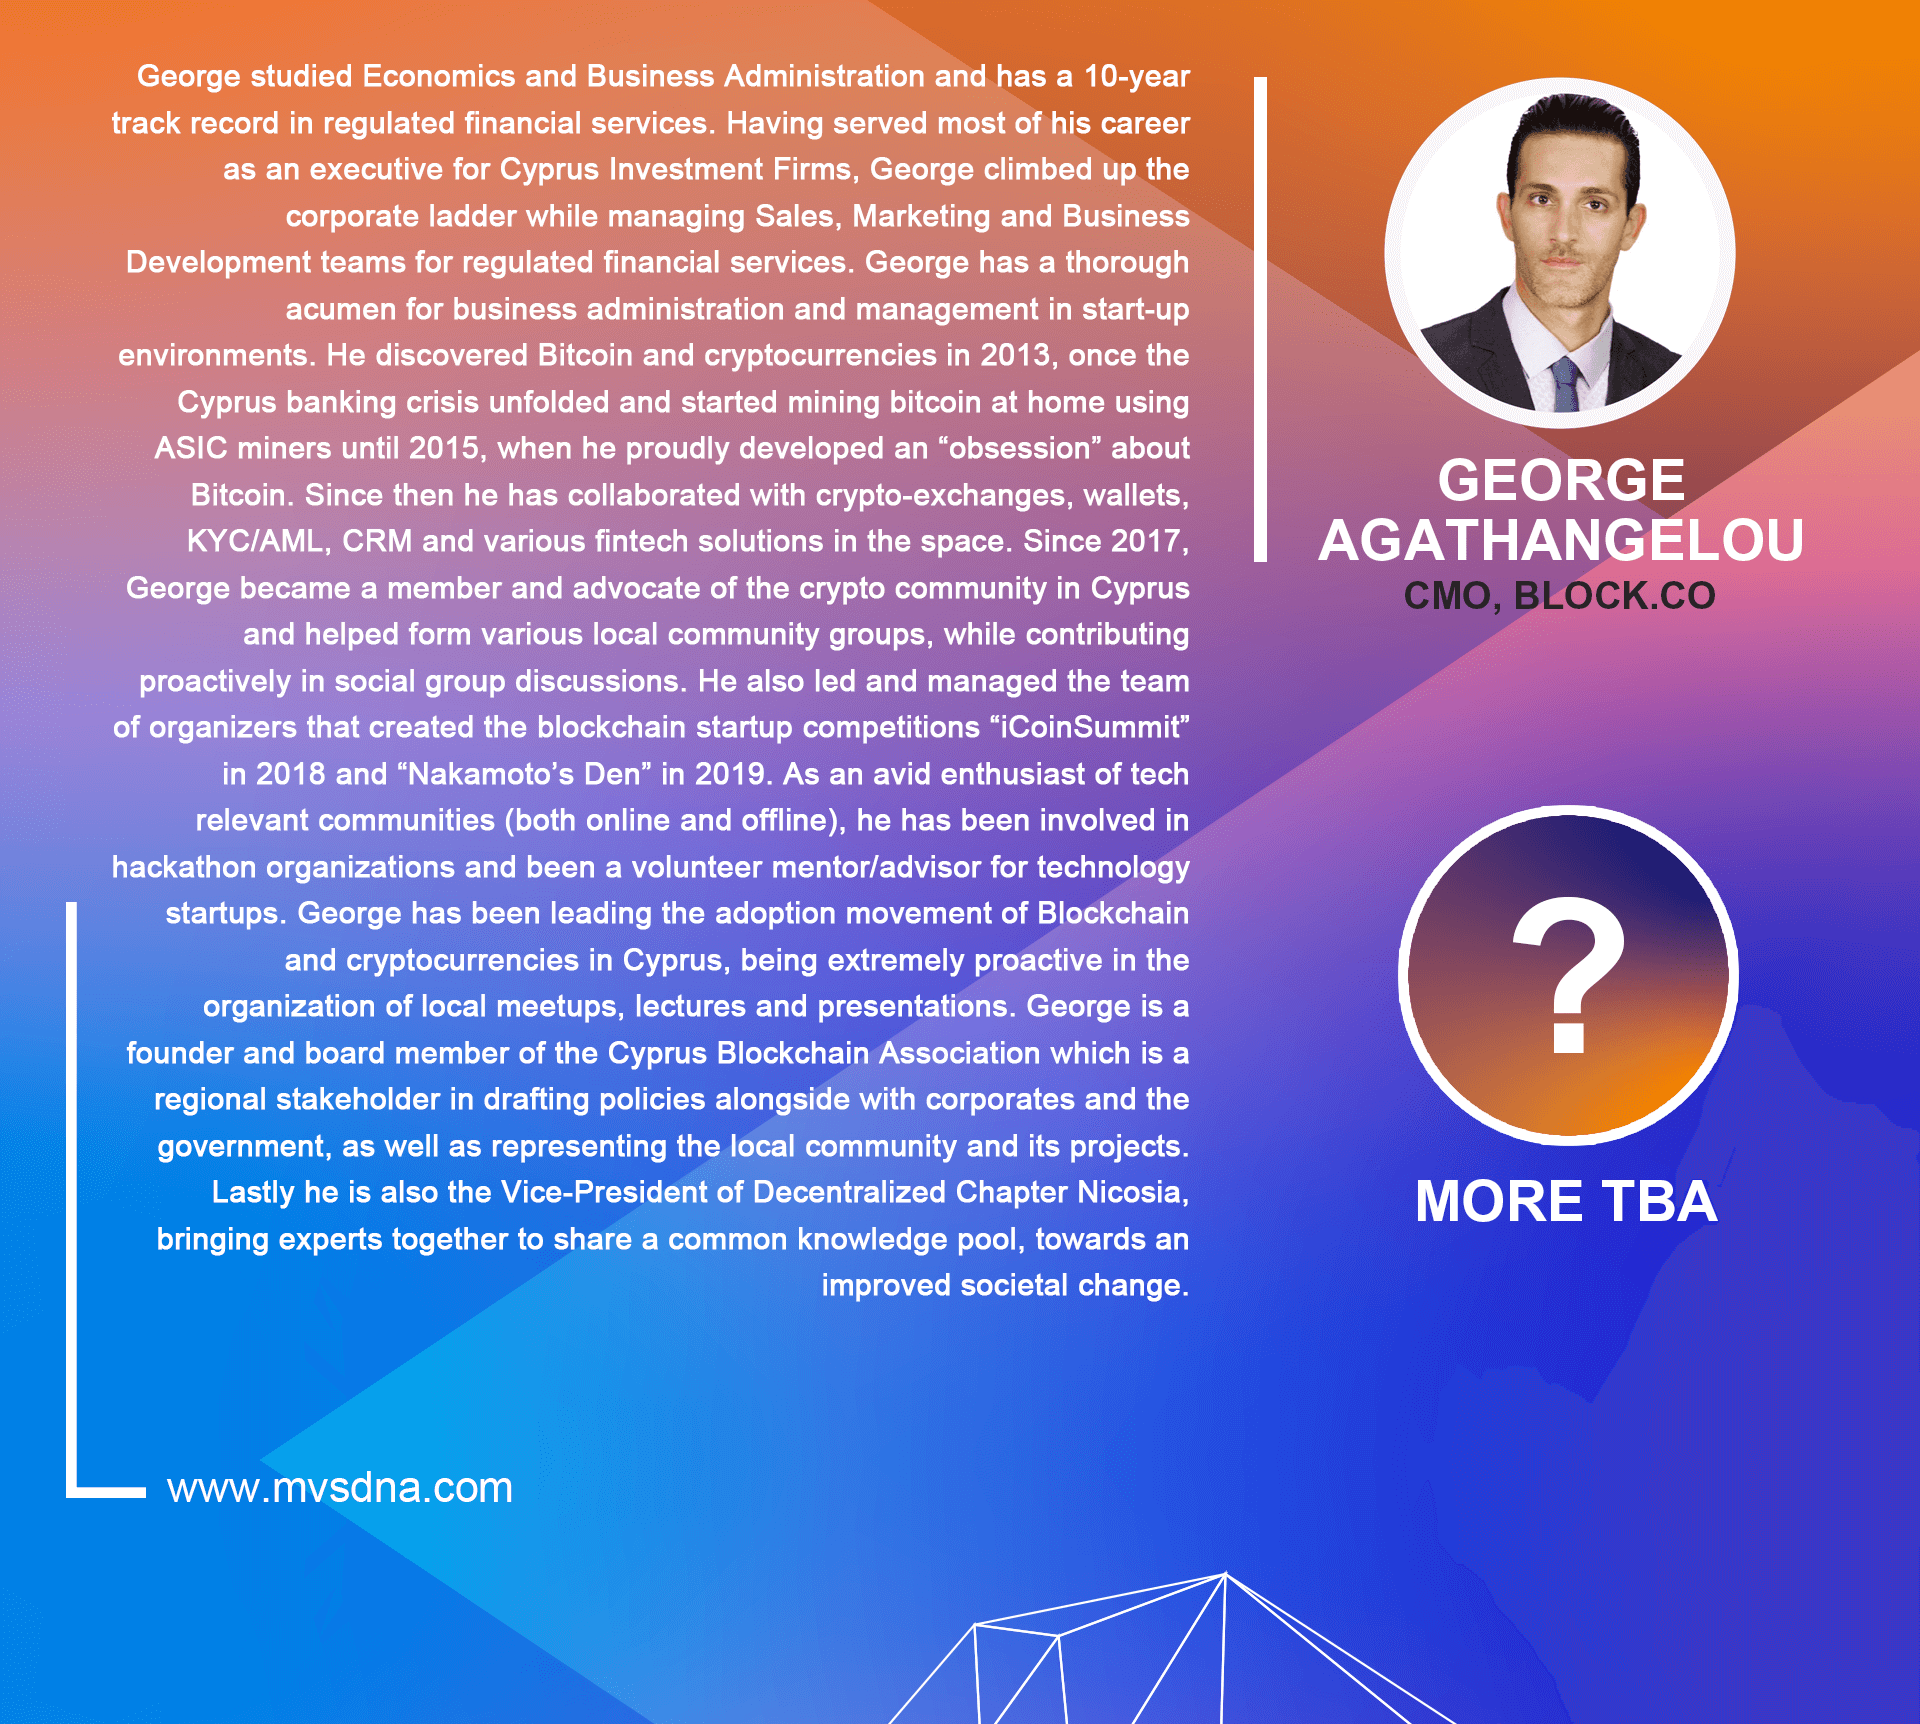 George studied Economics and Business Administration and has a 10-year
track record in regulated financial services. Having served most of his career
as an executive for Cyprus Investment Firms, George climbed up the
corporate ladder while managing Sales, Marketing and Business
Development teams for regulated financial services. George has a thorough
acumen for business administration and management in start-up
environments. He discovered Bitcoin and cryptocurrencies in 2013, once the
Cyprus banking crisis unfolded and started mining bitcoin at home using
ASIC miners until 2015, when he proudly developed an “obsession” about
Bitcoin. Since then he has collaborated with crypto-exchanges, wallets,
KYC/AML, CRM and various fintech solutions in the space. Since 2017,
George became a member and advocate of the crypto community in Cyprus
and helped form various local community groups, while contributing
proactively in social group discussions. He also led and managed the team
of organizers that created the blockchain startup competitions “iCoinSummit”
in 2018 and “Nakamoto’s Den” in 2019. As an avid enthusiast of tech
relevant communities (both online and offline), he has been involved in
hackathon organizations and been a volunteer mentor/advisor for technology
startups. George has been leading the adoption movement of Blockchain
and cryptocurrencies in Cyprus, being extremely proactive in the
organization of local meetups, lectures and presentations. George is a
founder and board member of the Cyprus Blockchain Association which is a
regional stakeholder in drafting policies alongside with corporates and the
government, as well as representing the local community and its projects.
Lastly he is also the Vice-President of Decentralized Chapter Nicosia,
bringing experts together to share a common knowledge pool, towards an
improved societal change.
GEORGE
AGATHANGELOU
CMO, BLOCK.CO
?
MORE TBA
www.mvsdna.com